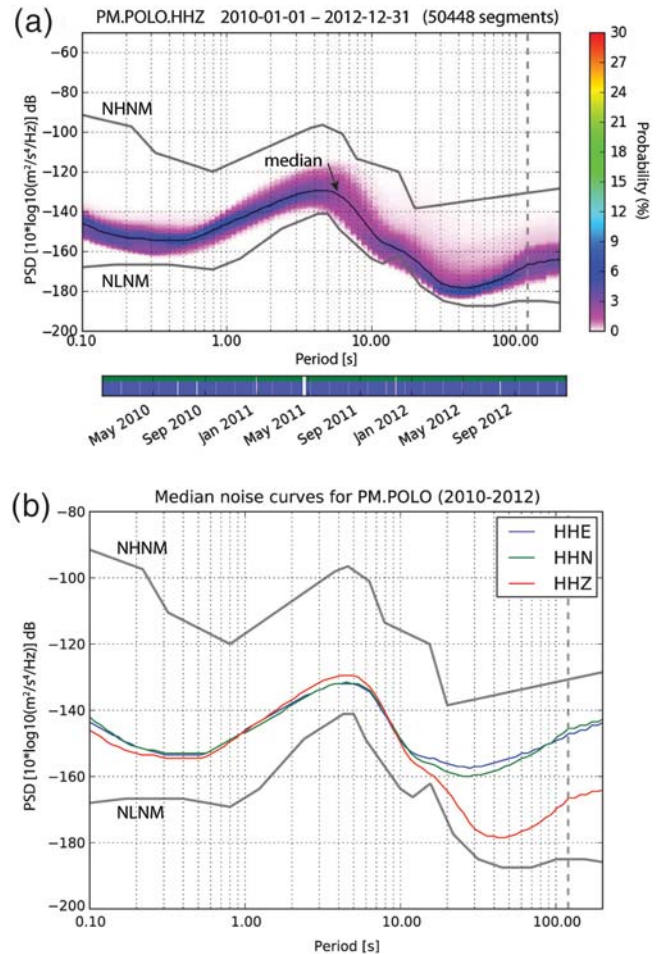 (a)
PM.POLO.HHZ 2010-01-01 – 2012-12-31 (50448 segments)
PSD [10*log10(m²/s⁴/Hz)] dB
−60
−80
−100
−120
−140
−160
−180
−200
NHNM
median
NLNM
0.10 1.00 10.00 100.00
Period [s]
30
27
24
21
18
15
12
9
6
3
0
Probability (%)
May 2010 Sep 2010 Jan 2011 May 2011 Sep 2011 Jan 2012 May 2012 Sep 2012
(b)
Median noise curves for PM.POLO (2010-2012)
PSD [10*log10(m²/s⁴/Hz)] dB
−80
−100
−120
−140
−160
−180
−200
NHNM
HHE
HHN
HHZ
NLNM
0.10 1.00 10.00 100.00
Period [s]